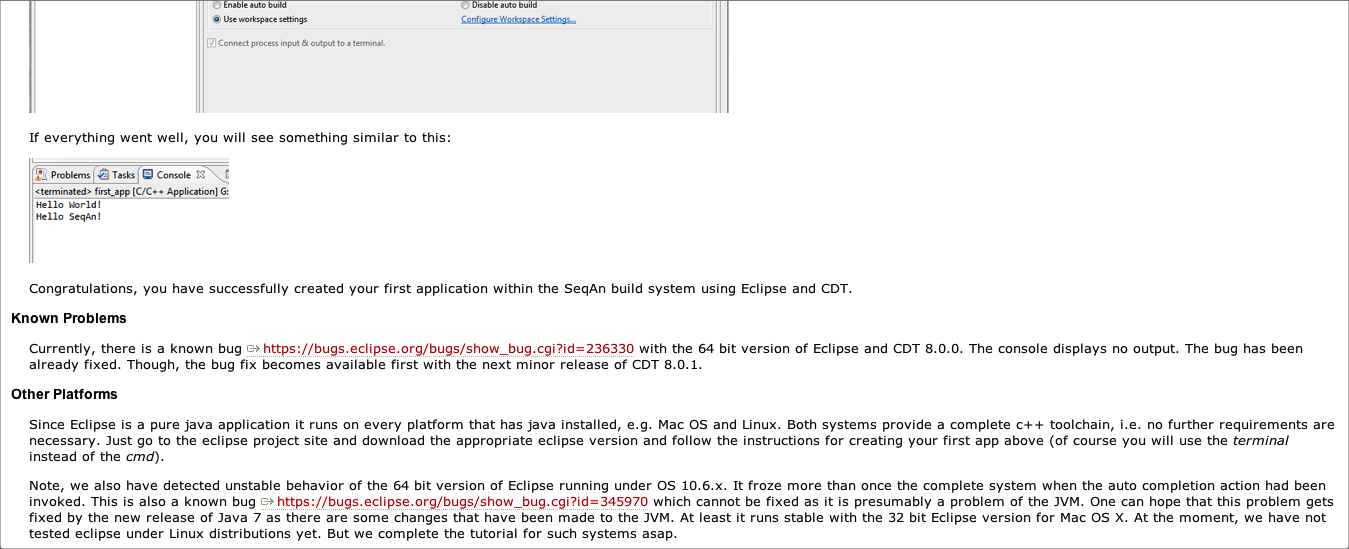 Enable auto build Disable auto build
Use workspace settings Configure Workspace Settings...
Connect process input & output to a terminal.
If everything went well, you will see something similar to this:
Problems Tasks Console
<terminated> first_app [C/C++ Application] G:
Hello World!
Hello SeqAn!
Congratulations, you have successfully created your first application within the SeqAn build system using Eclipse and CDT.
Known Problems
Currently, there is a known bug https://bugs.eclipse.org/bugs/show_bug.cgi?id=236330 with the 64 bit version of Eclipse and CDT 8.0.0. The console displays no output. The bug has been
already fixed. Though, the bug fix becomes available first with the next minor release of CDT 8.0.1.
Other Platforms
Since Eclipse is a pure java application it runs on every platform that has java installed, e.g. Mac OS and Linux. Both systems provide a complete c++ toolchain, i.e. no further requirements are
necessary. Just go to the eclipse project site and download the appropriate eclipse version and follow the instructions for creating your first app above (of course you will use the terminal
instead of the cmd).
Note, we also have detected unstable behavior of the 64 bit version of Eclipse running under OS 10.6.x. It froze more than once the complete system when the auto completion action had been
invoked. This is also a known bug https://bugs.eclipse.org/bugs/show_bug.cgi?id=345970 which cannot be fixed as it is presumably a problem of the JVM. One can hope that this problem gets
fixed by the new release of Java 7 as there are some changes that have been made to the JVM. At least it runs stable with the 32 bit Eclipse version for Mac OS X. At the moment, we have not
tested eclipse under Linux distributions yet. But we complete the tutorial for such systems asap.